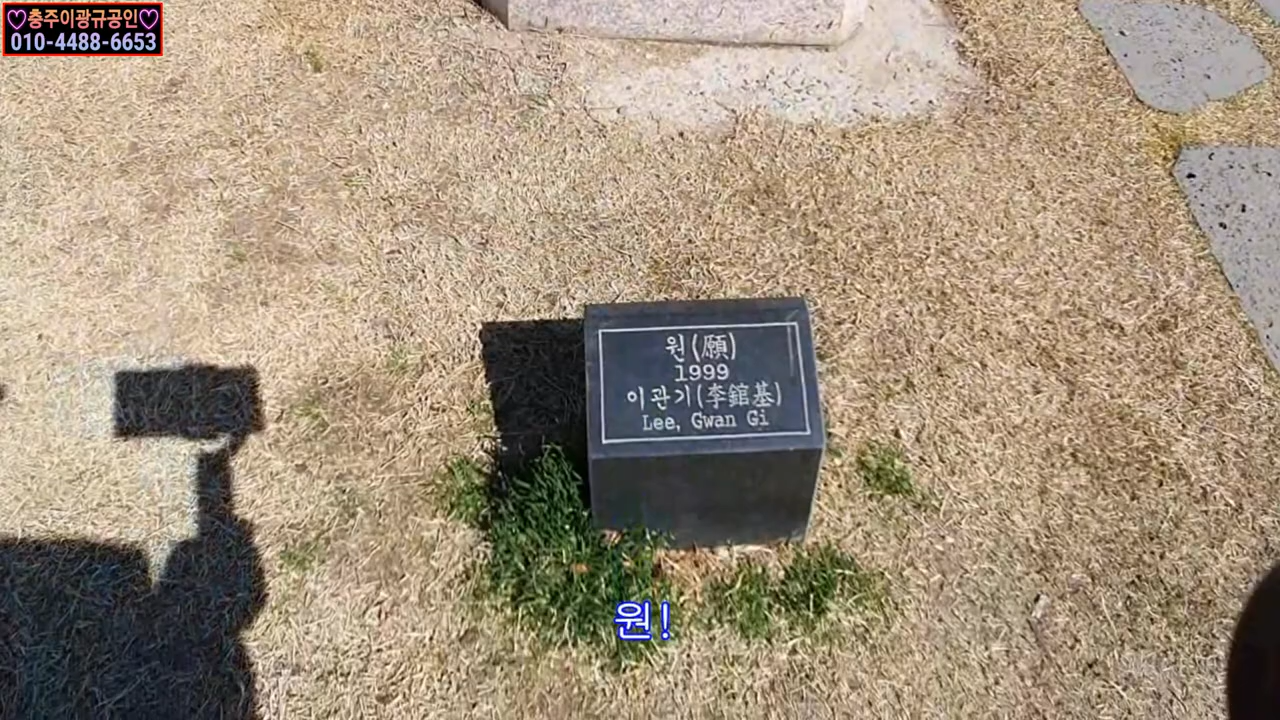 ♡충주이광규공인♡
010-4488-6653
원(願)
1999
이관기(李錧基)
Lee, Gwan Gi
원!